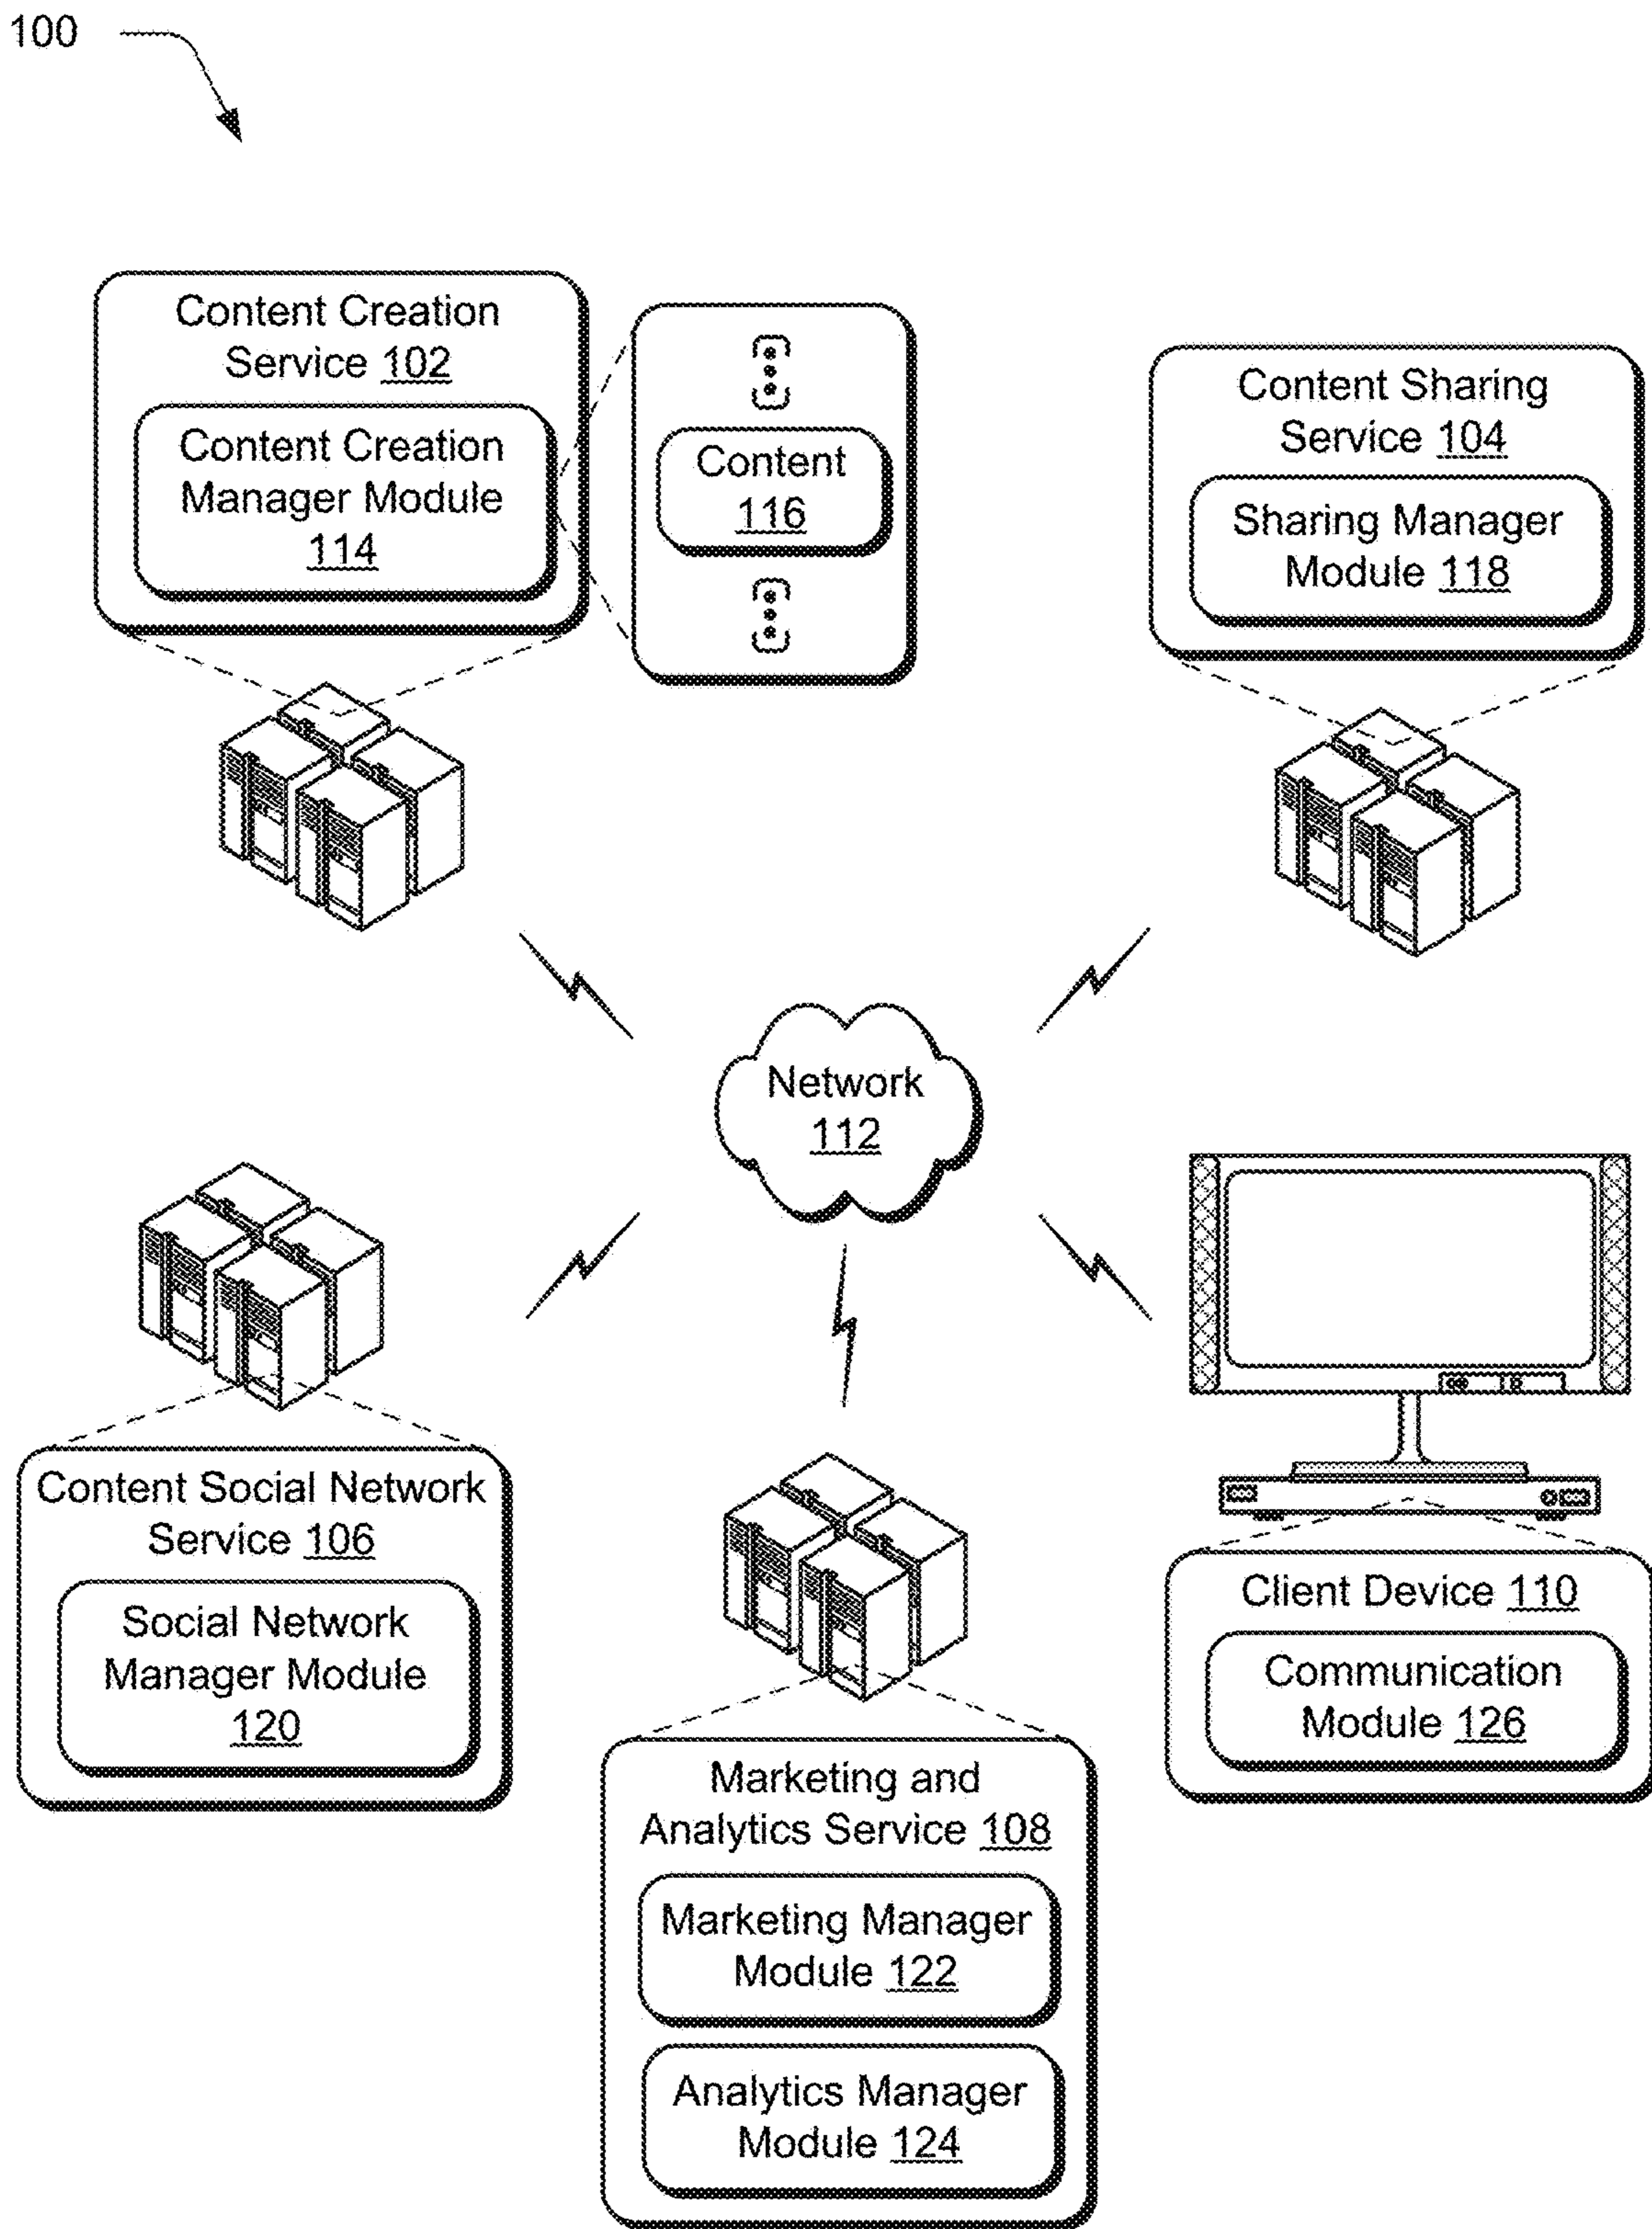 100
Content Creation
Service 102
Content Creation
Manager Module
114
Content
116
Content Sharing
Service 104
Sharing Manager
Module 118
Network
112
Content Social Network
Service 106
Social Network
Manager Module
120
Marketing and
Analytics Service 108
Marketing Manager
Module 122
Analytics Manager
Module 124
Client Device 110
Communication
Module 126